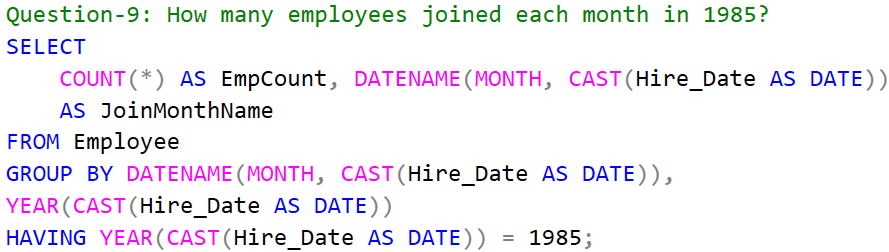 Question-9: How many employees joined each month in 1985?
SELECT
    COUNT(*) AS EmpCount, DATENAME(MONTH, CAST(Hire_Date AS DATE))
    AS JoinMonthName
FROM Employee
GROUP BY DATENAME(MONTH, CAST(Hire_Date AS DATE)),
YEAR(CAST(Hire_Date AS DATE))
HAVING YEAR(CAST(Hire_Date AS DATE)) = 1985;